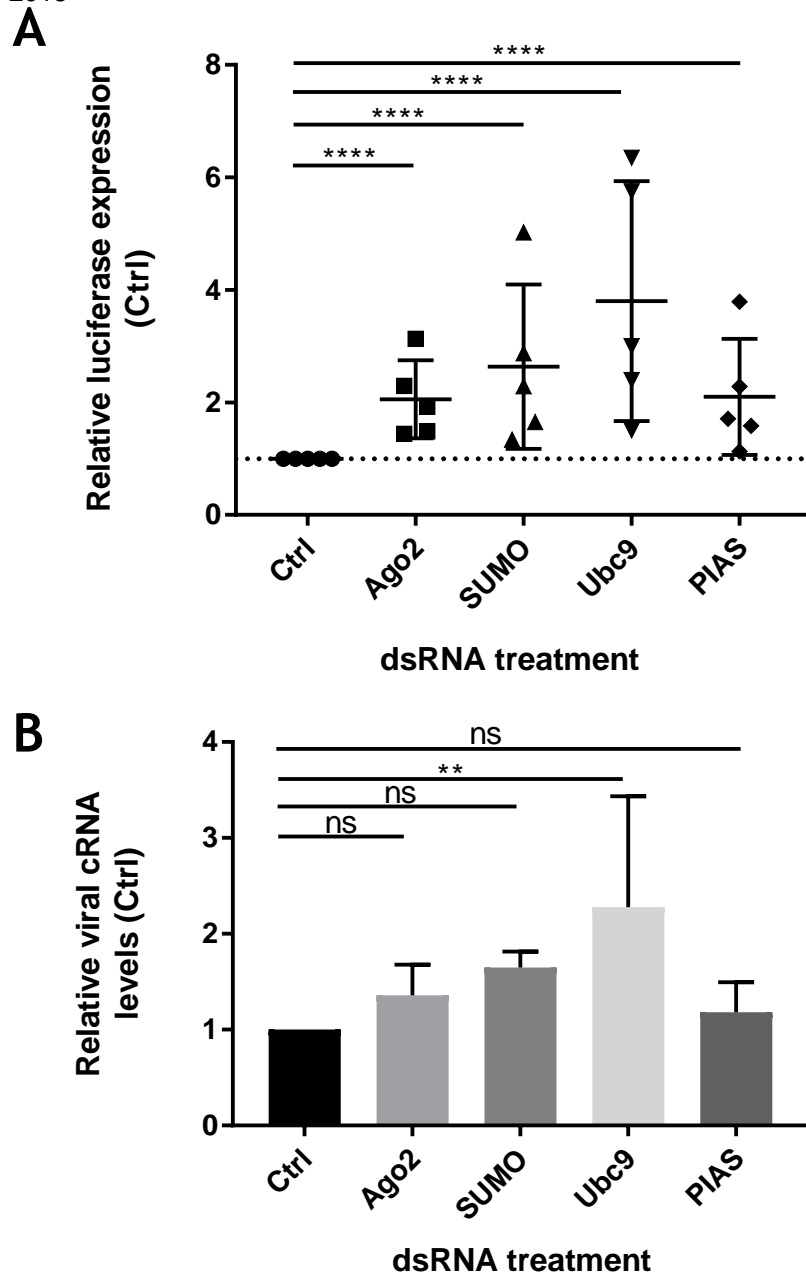 A
Relative luciferase expression
(Ctrl)
8
6
4
2
0
****
****
****
****
Ctrl
Ago2
SUMO
Ubc9
PIAS
dsRNA treatment
B
Relative viral cRNA
levels (Ctrl)
4
3
2
1
0
ns
**
ns
ns
Ctrl
Ago2
SUMO
Ubc9
PIAS
dsRNA treatment